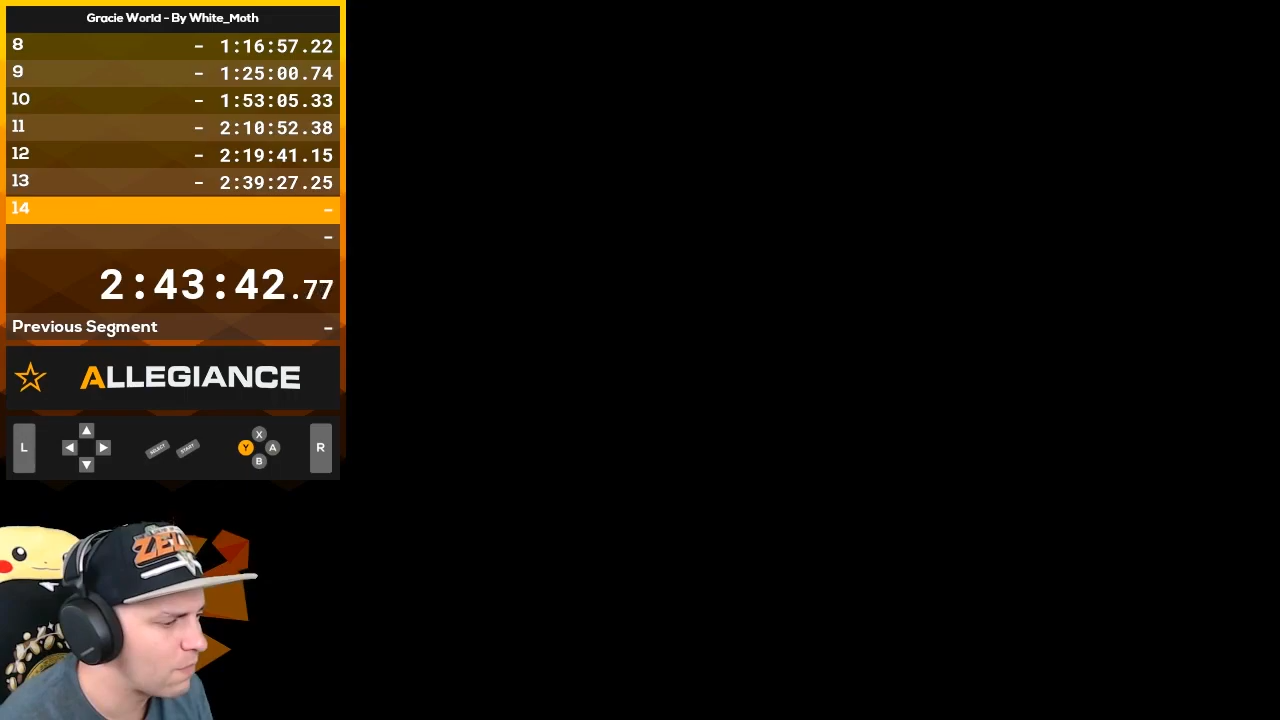 Gracie World - By White_Moth
8 - 1:16:57.22
9 - 1:25:00.74
10 - 1:53:05.33
11 - 2:10:52.38
12 - 2:19:41.15
13 - 2:39:27.25
14 -
-
2:43:42.77
Previous Segment -
ALLEGIANCE
L SELECT START X Y A B R